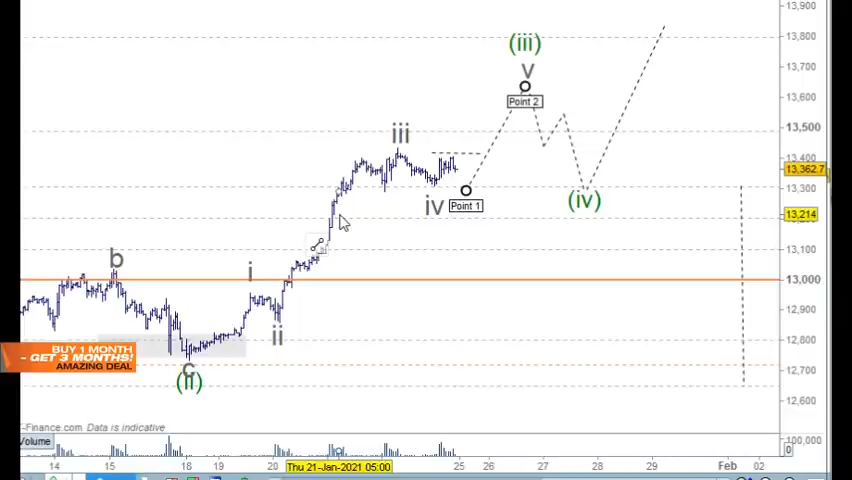 13,900
(iii)
13,800
v
13,700
Point 2
13,600
iii
13,500
13,400
13,362.7
13,300
iv
Point 1
(iv)
13,214
13,100
b
i
13,000
12,900
ii
12,800
BUY 1 MONTH
- GET 3 MONTHS!
AMAZING DEAL
c
(ii)
12,700
12,600
-Finance.com Data is indicative
Volume
100,000
0
14
15
18
19
20
Thu 21-Jan-2021 05:00
25
26
27
28
29
Feb
02